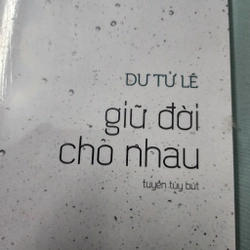 DU TỬ LÊ
giữ đời
cho nhau
tuyển tùy bút